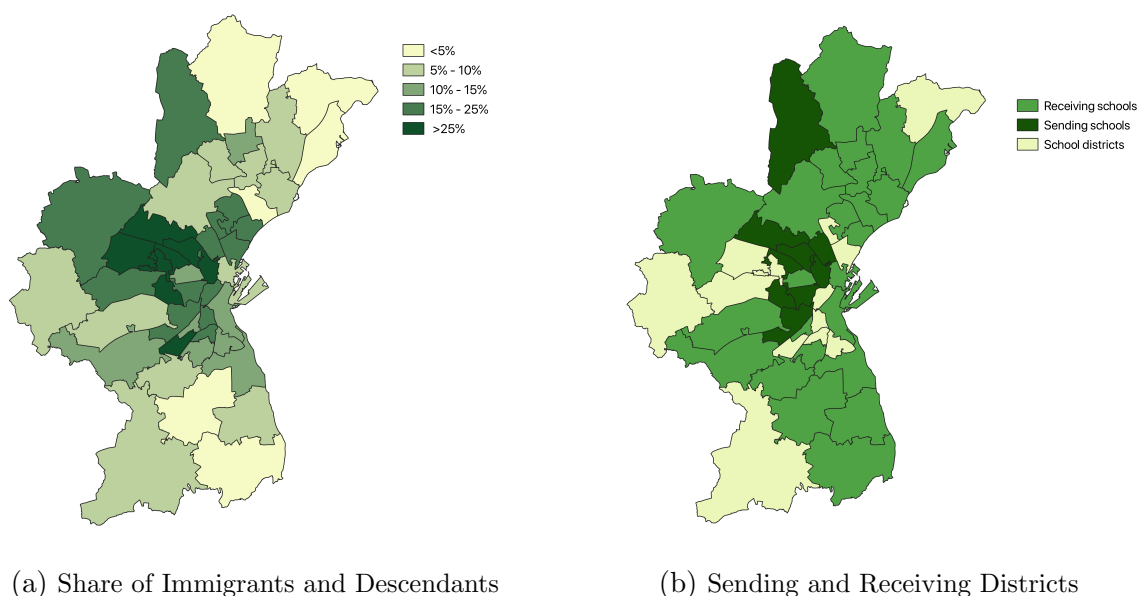 <5%
5% - 10%
10% - 15%
15% - 25%
>25%
Receiving schools
Sending schools
School districts
(a) Share of Immigrants and Descendants
(b) Sending and Receiving Districts